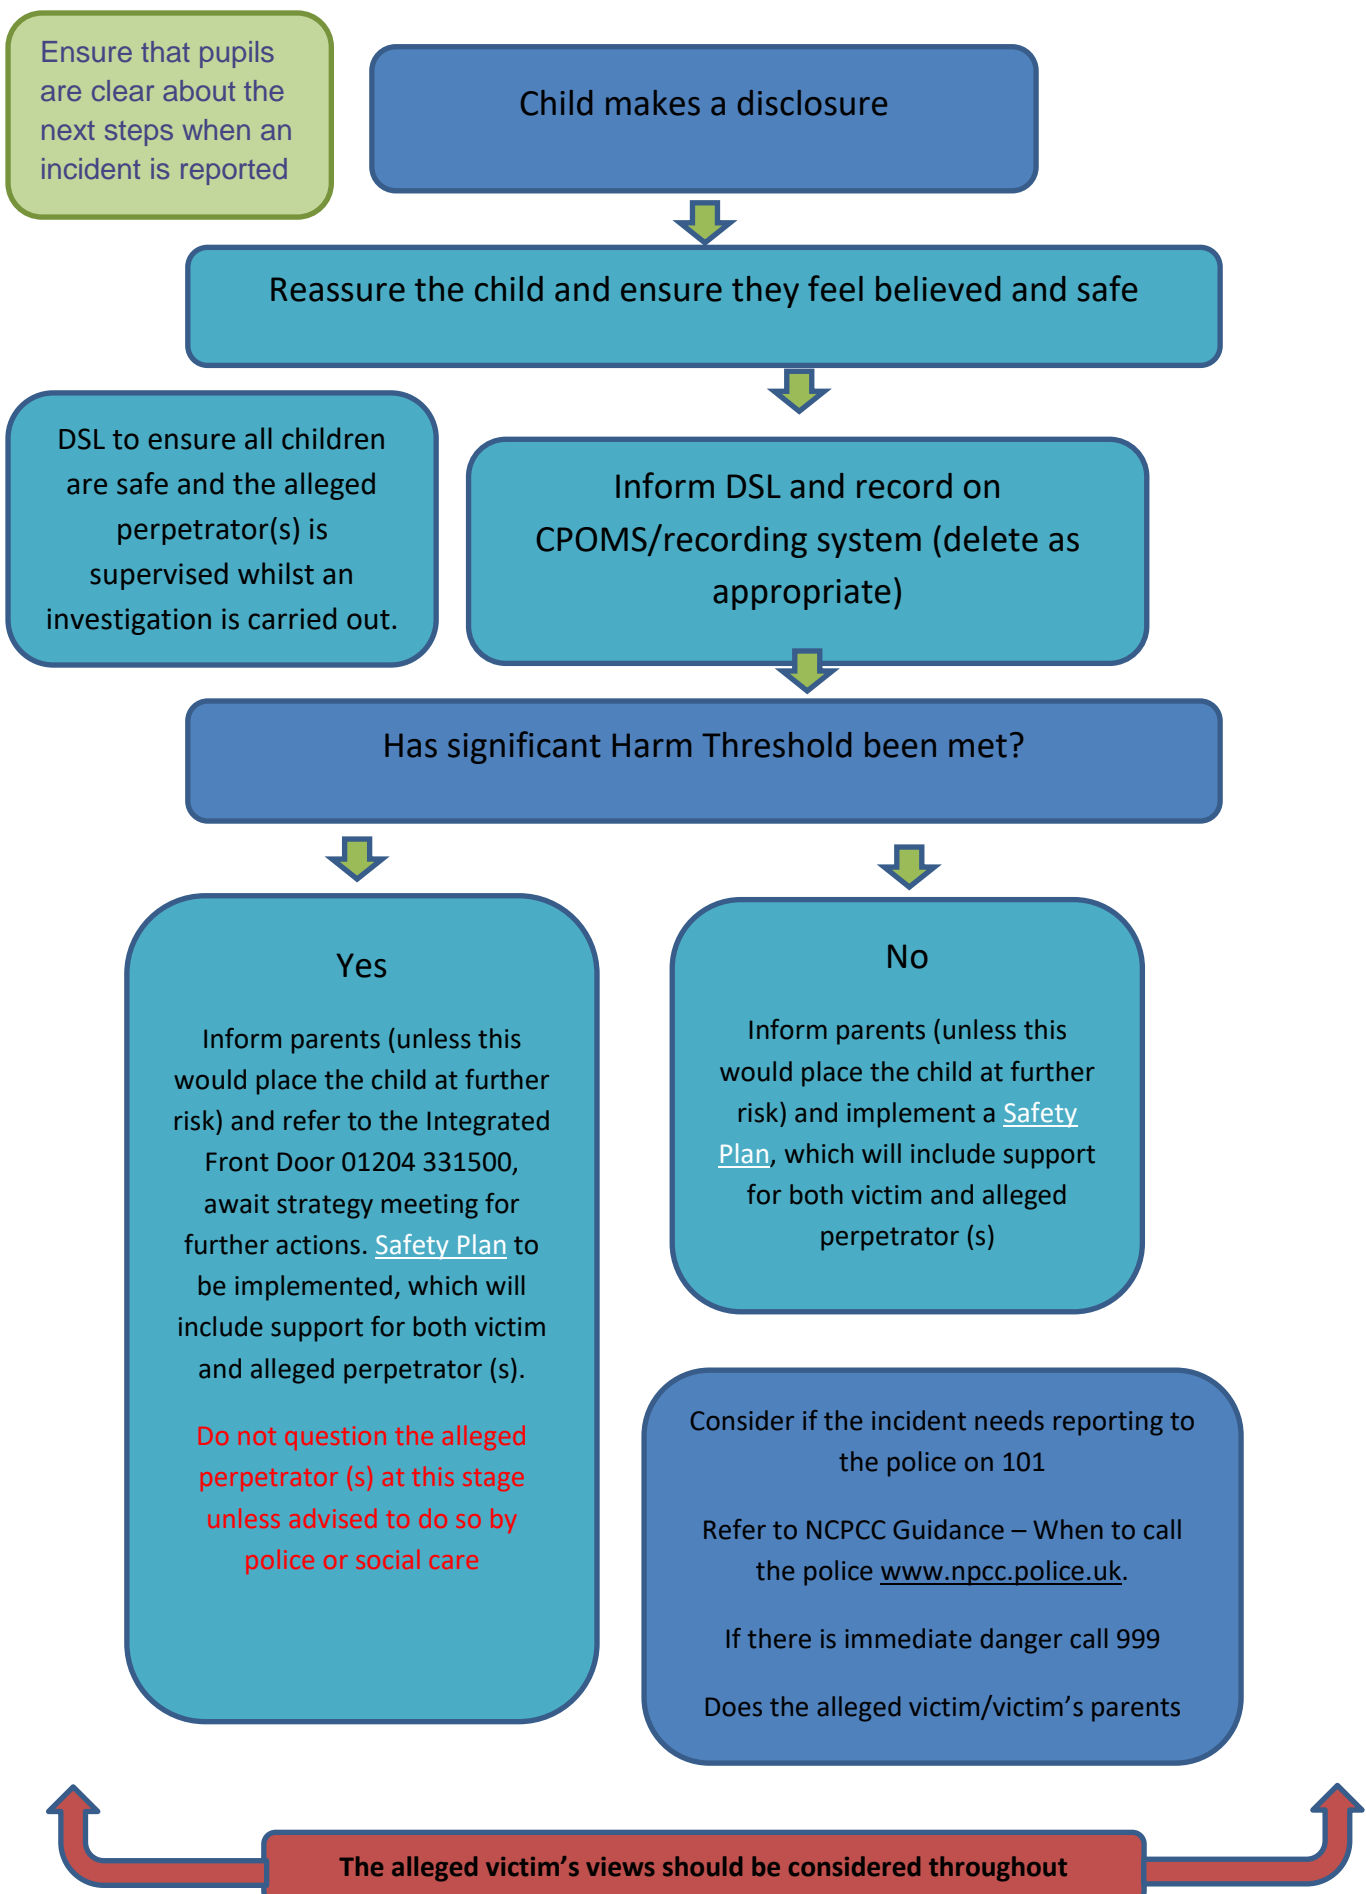 Ensure that pupils
are clear about the
next steps when an
incident is reported
Child makes a disclosure
Reassure the child and ensure they feel believed and safe
DSL to ensure all children
are safe and the alleged
perpetrator(s) is
supervised whilst an
investigation is carried out.
Inform DSL and record on
CPOMS/recording system (delete as
appropriate)
Has significant Harm Threshold been met?
Yes
Inform parents (unless this
would place the child at further
risk) and refer to the Integrated
Front Door 01204 331500,
await strategy meeting for
further actions. Safety Plan to
be implemented, which will
include support for both victim
and alleged perpetrator (s).
Do not question the alleged
perpetrator (s) at this stage
unless advised to do so by
police or social care
No
Inform parents (unless this
would place the child at further
risk) and implement a Safety
Plan, which will include support
for both victim and alleged
perpetrator (s)
Consider if the incident needs reporting to
the police on 101
Refer to NCPCC Guidance – When to call
the police www.npcc.police.uk.
If there is immediate danger call 999
Does the alleged victim/victim’s parents
The alleged victim’s views should be considered throughout